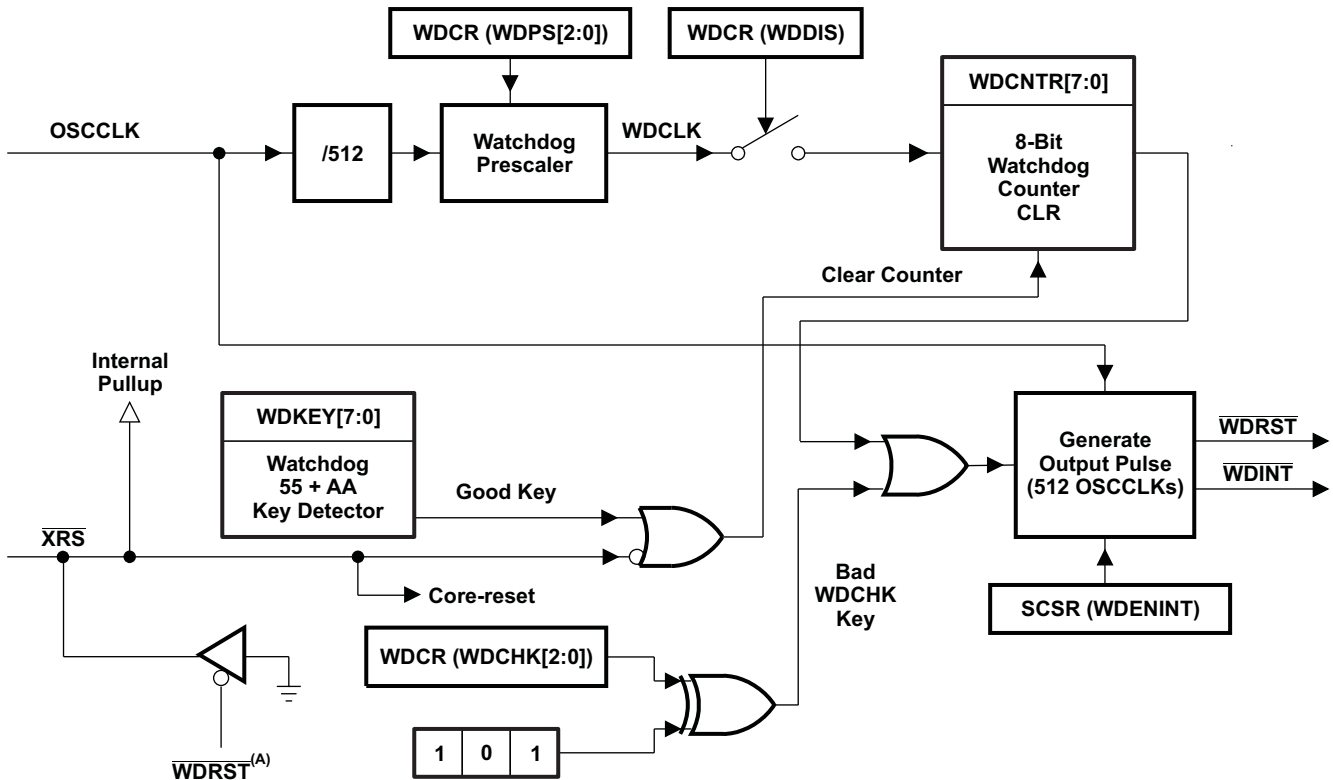 WDCR (WDPS[2:0])
WDCR (WDDIS)
WDCNTR[7:0]
OSCCLK
/512
Watchdog
Prescaler
WDCLK
8-Bit
Watchdog
Counter
CLR
Clear Counter
Internal
Pullup
WDKEY[7:0]
Watchdog
55 + AA
Key Detector
Good Key
Generate
Output Pulse
(512 OSCCLKs)
WDRST
WDINT
XRS
Core-reset
Bad
WDCHK
Key
SCSR (WDENINT)
WDCR (WDCHK[2:0])
1 0 1
WDRST(A)